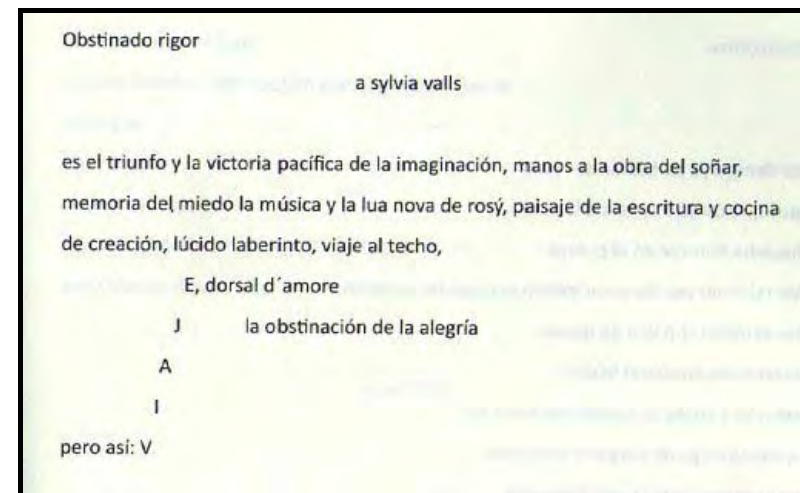 Obstinado rigor
a sylvia valls
es el triunfo y la victoria pacífica de la imaginación, manos a la obra del soñar,
memoria del miedo la música y la lua nova de rosý, paisaje de la escritura y cocina
de creación, lúcido laberinto, viaje al techo,
E, dorsal d´amore
J la obstinación de la alegría
A
I
pero así: V